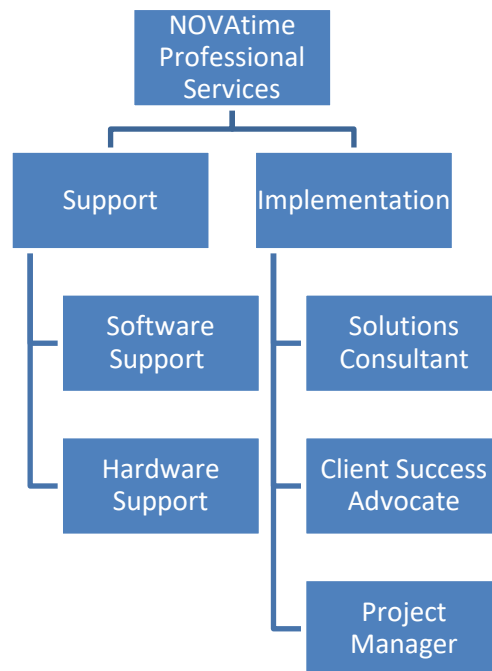 NOVAtime
Professional
Services
Support
Implementation
Software
Support
Solutions
Consultant
Hardware
Support
Client Success
Advocate
Project
Manager